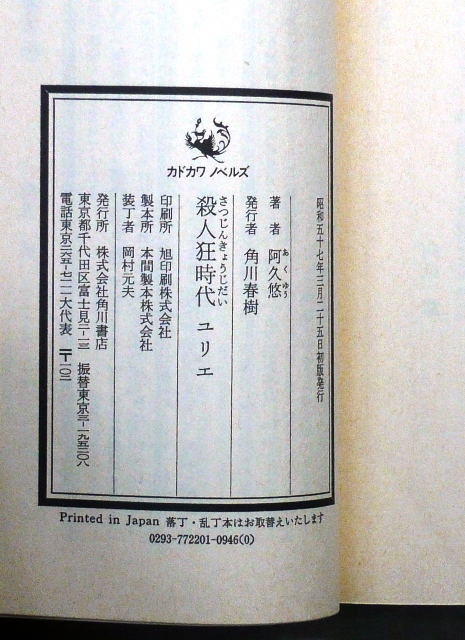 カドカワ ノベルズ
昭和五十七年三月二十五日初版発行
著者 阿久悠
あくゆう
発行者 角川春樹
さつじんきょうじだい
殺人狂時代 ユリエ
印刷所 旭印刷株式会社
製本所 本間製本株式会社
装丁者 岡村元夫
発行所 株式会社角川書店
東京都千代田区富士見二-一三 振替東京三-一九五二〇八
電話東京二六五-七一一一大代表 〒一〇二
Printed in Japan 落丁・乱丁本はお取替えいたします
0293-772201-0946(0)